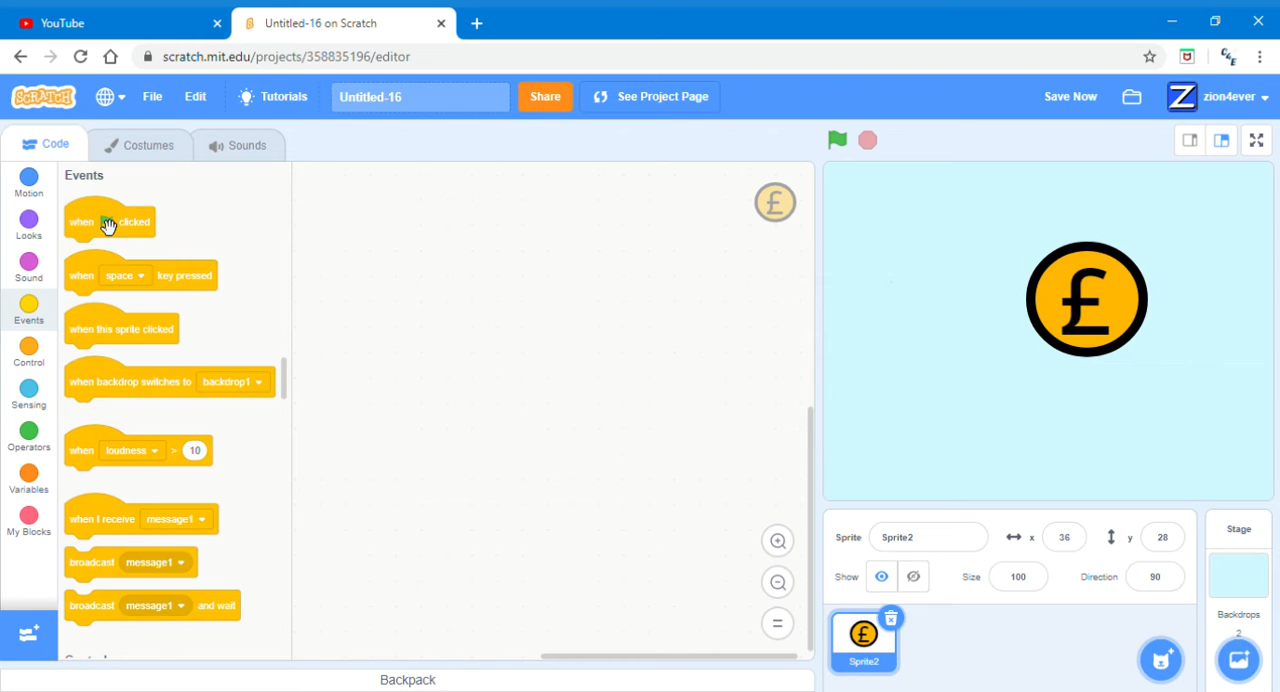 YouTube
Untitled-16 on Scratch
scratch.mit.edu/projects/358835196/editor
SCRATCH
File
Edit
Tutorials
Untitled-16
Share
See Project Page
Save Now
Z
zion4ever
Code
Costumes
Sounds
Motion
Looks
Sound
Events
Control
Sensing
Operators
Variables
My Blocks
Events
when clicked
when space key pressed
when this sprite clicked
when backdrop switches to backdrop1
when loudness > 10
when I receive message1
broadcast message1
broadcast message1 and wait
£
£
Sprite Sprite2
x 36
y 28
Show
Size 100
Direction 90
£
Sprite2
Stage
Backdrops
2
Backpack